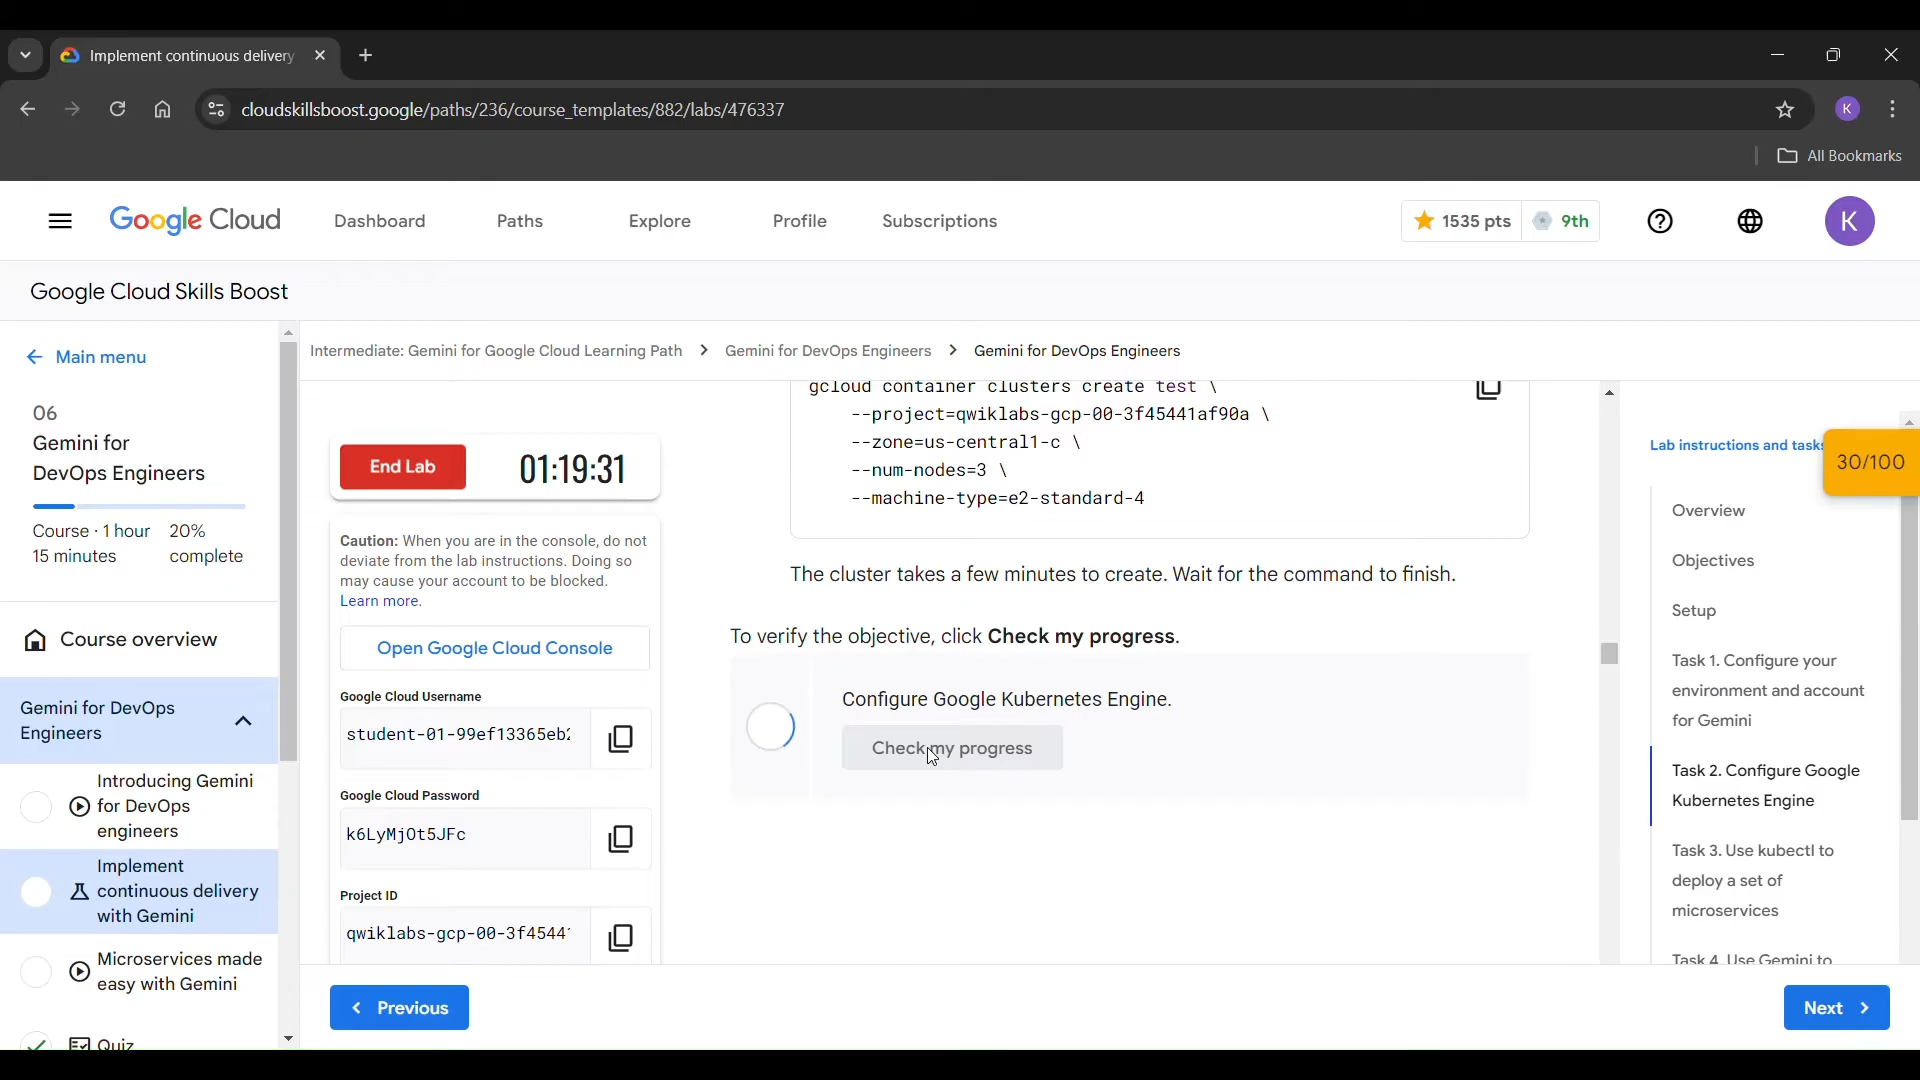 Implement continuous delivery
cloudskillsboost.google/paths/236/course_templates/882/labs/476337
K
All Bookmarks
Google Cloud
Dashboard
Paths
Explore
Profile
Subscriptions
1535 pts
9th
K
Google Cloud Skills Boost
Main menu
06
Gemini for
DevOps Engineers
Course · 1 hour
15 minutes
20%
complete
Course overview
Gemini for DevOps
Engineers
Introducing Gemini
for DevOps
engineers
Implement
continuous delivery
with Gemini
Microservices made
easy with Gemini
Quiz
Intermediate: Gemini for Google Cloud Learning Path
Gemini for DevOps Engineers
Gemini for DevOps Engineers
End Lab
01:19:31
Caution: When you are in the console, do not
deviate from the lab instructions. Doing so
may cause your account to be blocked.
Learn more.
Open Google Cloud Console
Google Cloud Username
student-01-99ef13365eb
Google Cloud Password
k6LyMjOt5JFc
Project ID
qwiklabs-gcp-00-3f4544
gcloud container clusters create test \
--project=qwiklabs-gcp-00-3f45441af90a \
--zone=us-central1-c \
--num-nodes=3 \
--machine-type=e2-standard-4
The cluster takes a few minutes to create. Wait for the command to finish.
To verify the objective, click Check my progress.
Configure Google Kubernetes Engine.
Check my progress
Lab instructions and tasks
30/100
Overview
Objectives
Setup
Task 1. Configure your
environment and account
for Gemini
Task 2. Configure Google
Kubernetes Engine
Task 3. Use kubectl to
deploy a set of
microservices
Task 4. Use Gemini to
Previous
Next